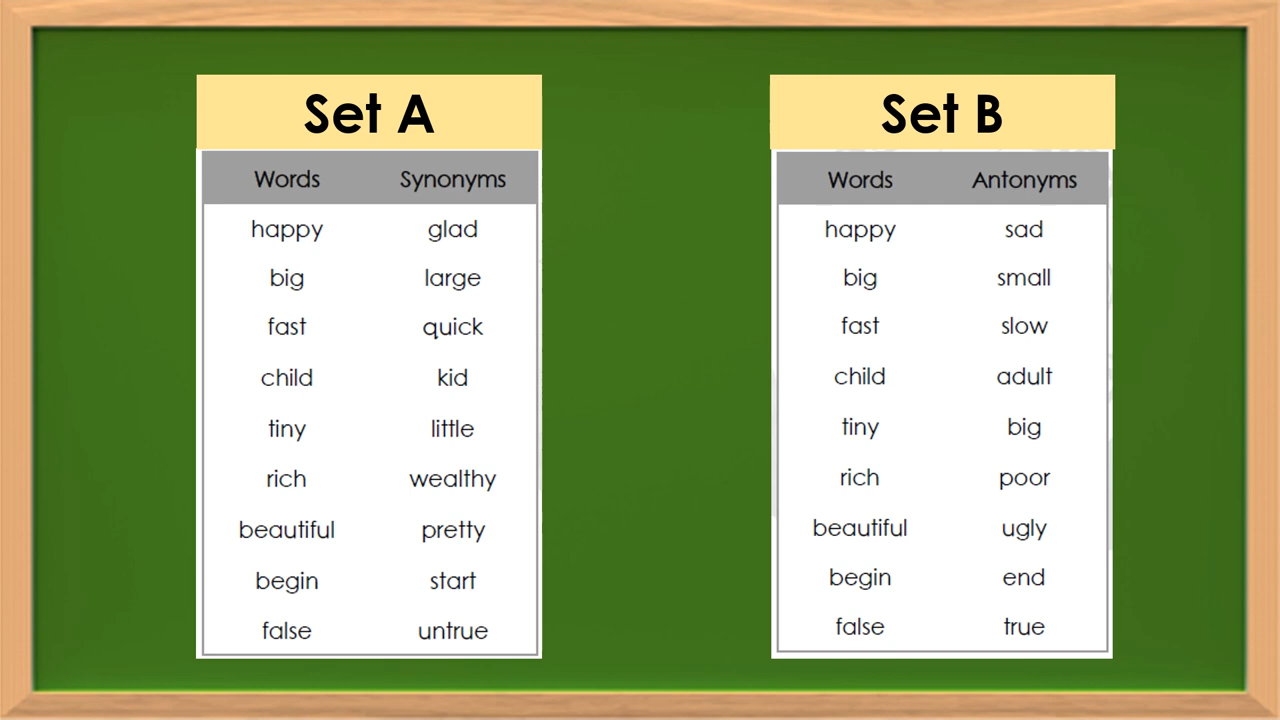 Set A
Words Synonyms
happy glad
big large
fast quick
child kid
tiny little
rich wealthy
beautiful pretty
begin start
false untrue
Set B
Words Antonyms
happy sad
big small
fast slow
child adult
tiny big
rich poor
beautiful ugly
begin end
false true